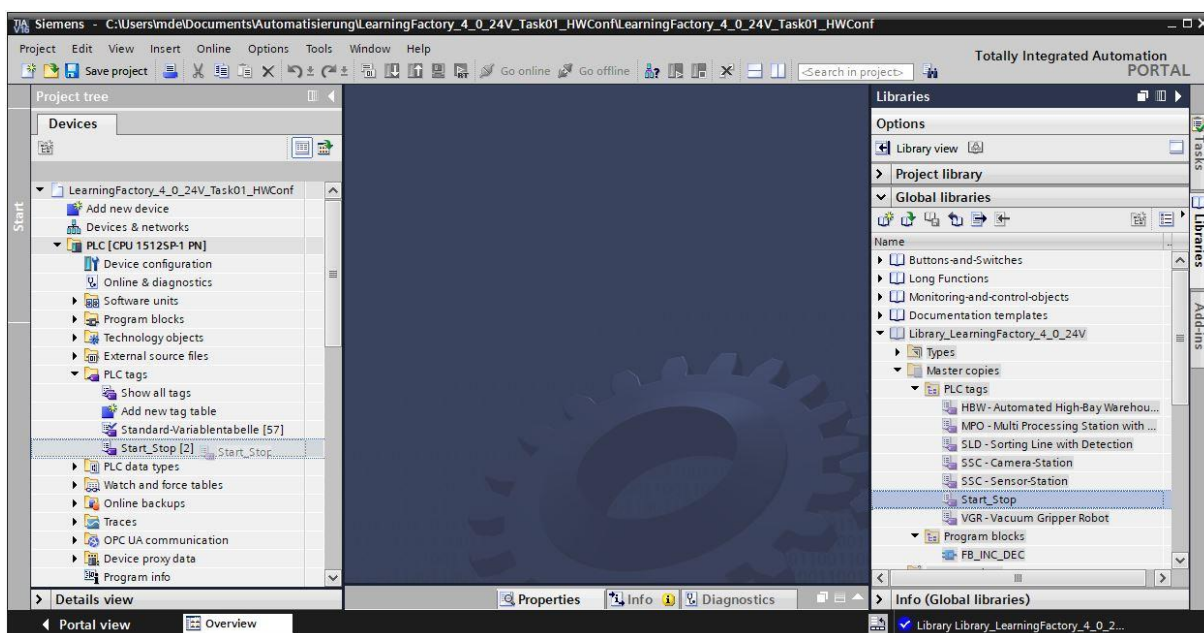 Siemens - C:\Users\mde\Documents\Automatisierung\LearningFactory_4_0_24V_Task01_HWConf\LearningFactory_4_0_24V_Task01_HWConf
Project Edit View Insert Online Options Tools Window Help
Totally Integrated Automation
PORTAL
Save project Go online Go offline <Search in project>
Start
Project tree
Devices
LearningFactory_4_0_24V_Task01_HWConf
Add new device
Devices & networks
PLC [CPU 1512SP-1 PN]
Device configuration
Online & diagnostics
Software units
Program blocks
Technology objects
External source files
PLC tags
Show all tags
Add new tag table
Standard-Variablentabelle [57]
Start_Stop [2] Start_Stop
PLC data types
Watch and force tables
Online backups
Traces
OPC UA communication
Device proxy data
Program info
Details view
Properties Info Diagnostics
Libraries
Options
Library view
Project library
Global libraries
Name
Buttons-and-Switches
Long Functions
Monitoring-and-control-objects
Documentation templates
Library_LearningFactory_4_0_24V
Types
Master copies
PLC tags
HBW - Automated High-Bay Warehou...
MPO - Multi Processing Station with ...
SLD - Sorting Line with Detection
SSC - Camera-Station
SSC - Sensor-Station
Start_Stop
VGR - Vacuum Gripper Robot
Program blocks
FB_INC_DEC
Info (Global libraries)
Tasks
Libraries
Add-ins
Portal view Overview
Library Library_LearningFactory_4_0_2...